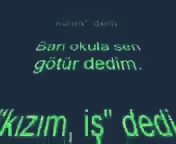 Bari okula sen
götür dedim.
"kızım, iş" dedi